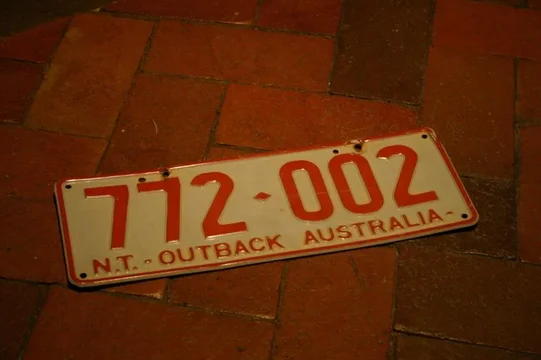 772·002
N.T. - OUTBACK AUSTRALIA -